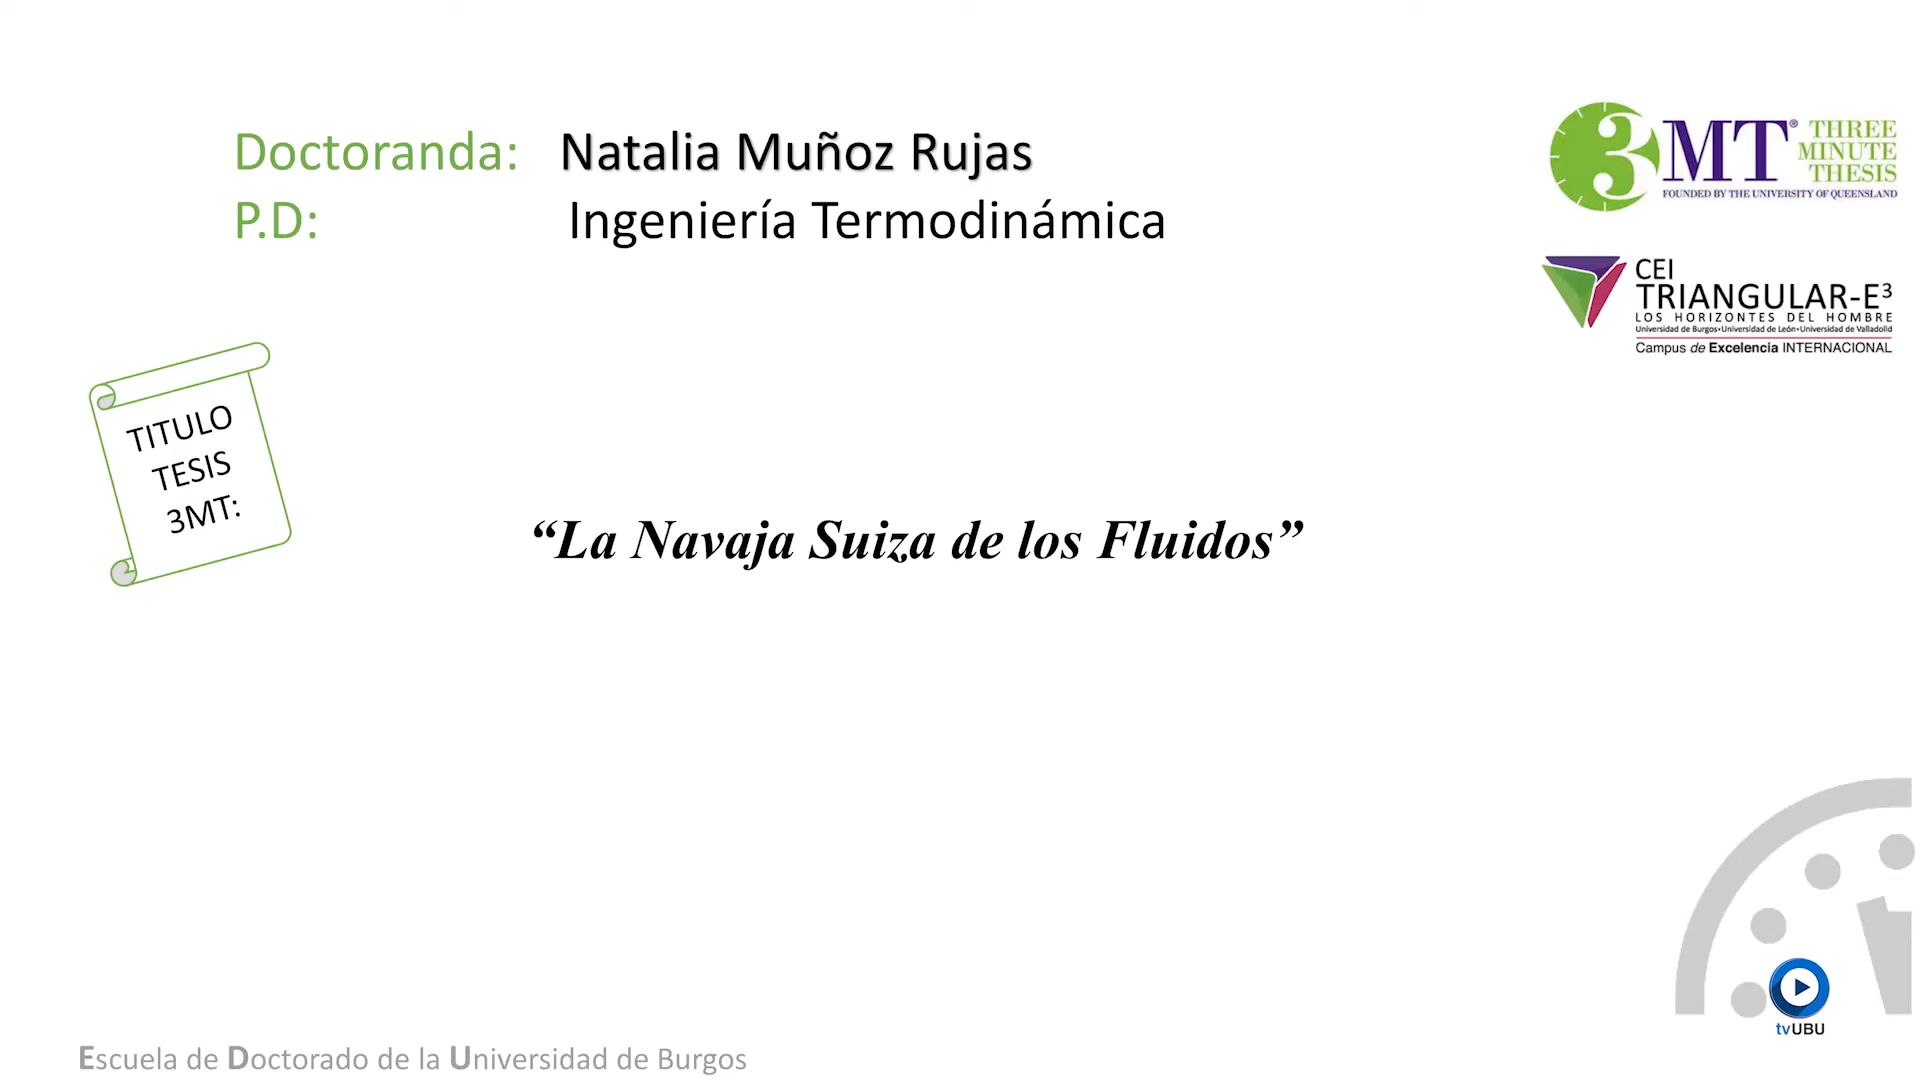 Doctoranda: Natalia Muñoz Rujas
P.D: Ingeniería Termodinámica
3MT® THREE
MINUTE
THESIS
FOUNDED BY THE UNIVERSITY OF QUEENSLAND
CEI
TRIANGULAR-E³
LOS HORIZONTES DEL HOMBRE
Universidad de Burgos•Universidad de León•Universidad de Valladolid
Campus de Excelencia INTERNACIONAL
TITULO
TESIS
3MT:
“La Navaja Suiza de los Fluidos”
tvUBU
Escuela de Doctorado de la Universidad de Burgos